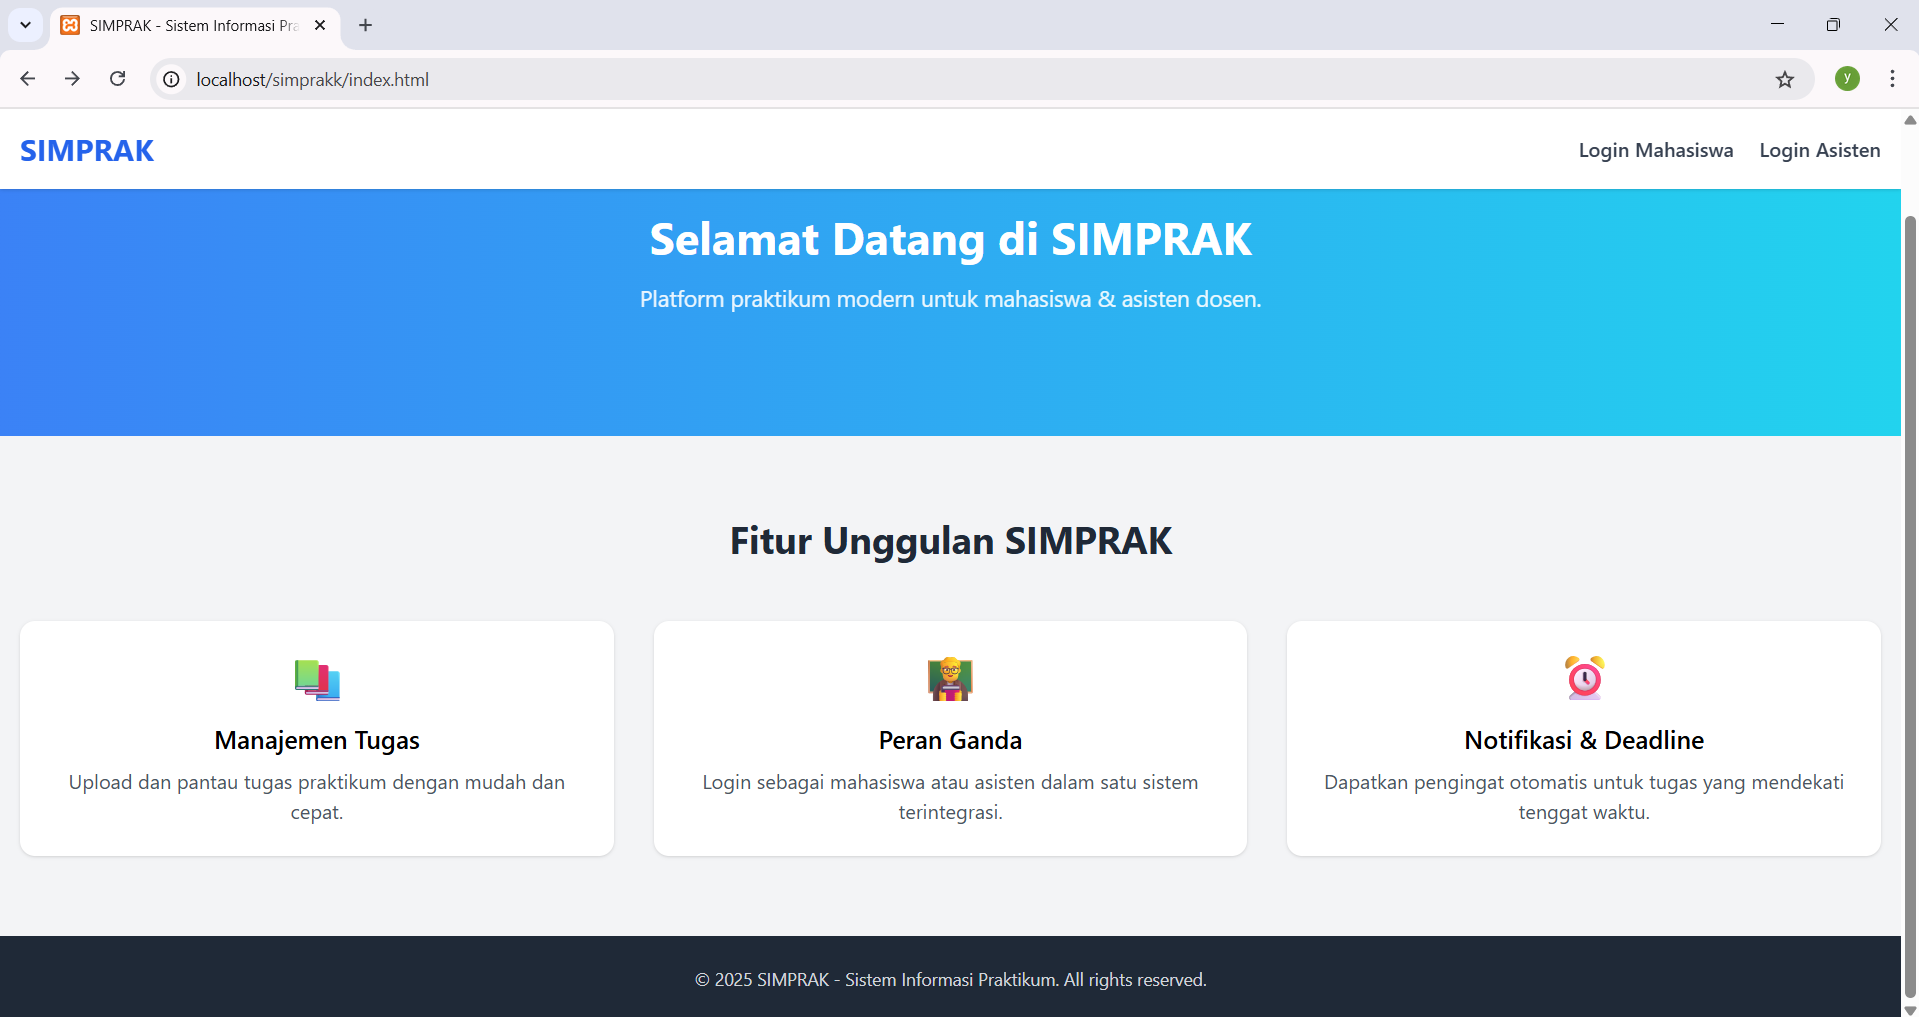 SIMPRAK - Sistem Informasi Pra
localhost/simprakk/index.html
y
SIMPRAK
Login Mahasiswa
Login Asisten
Selamat Datang di SIMPRAK
Platform praktikum modern untuk mahasiswa & asisten dosen.
Fitur Unggulan SIMPRAK
Manajemen Tugas
Upload dan pantau tugas praktikum dengan mudah dan
cepat.
Peran Ganda
Login sebagai mahasiswa atau asisten dalam satu sistem
terintegrasi.
Notifikasi & Deadline
Dapatkan pengingat otomatis untuk tugas yang mendekati
tenggat waktu.
© 2025 SIMPRAK - Sistem Informasi Praktikum. All rights reserved.